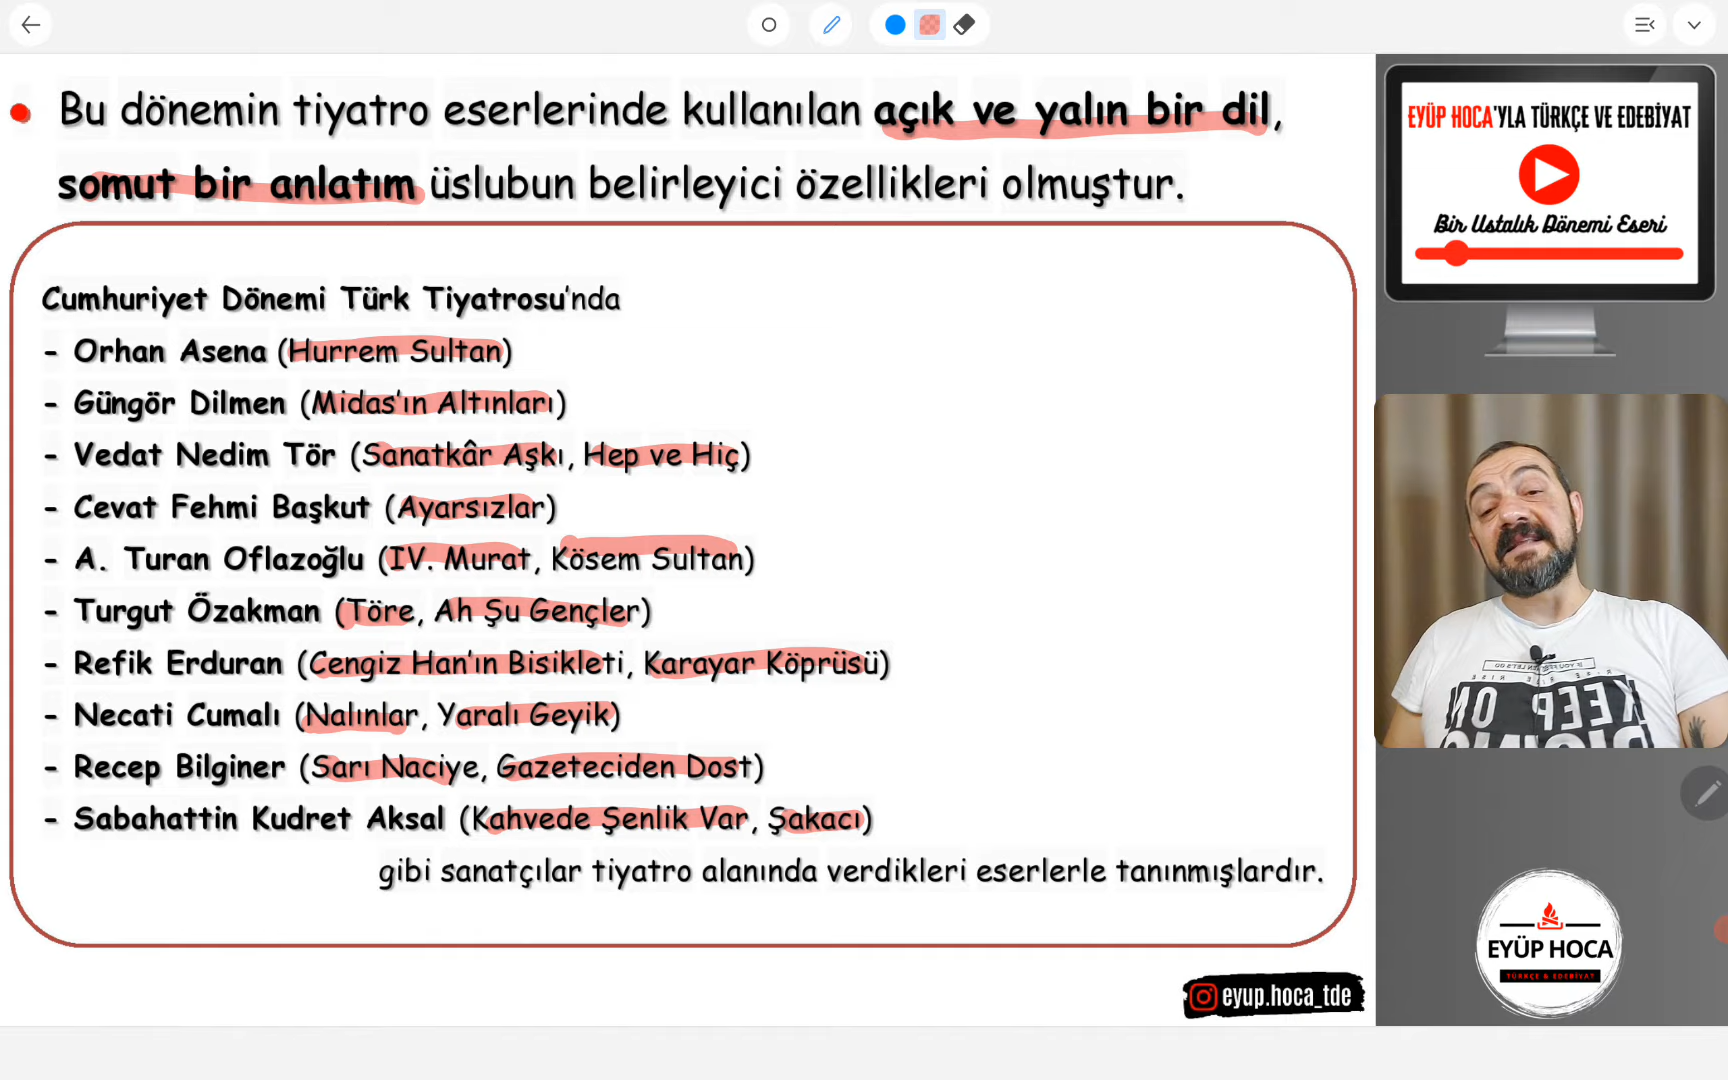 Bu dönemin tiyatro eserlerinde kullanılan açık ve yalın bir dil,
somut bir anlatım üslubun belirleyici özellikleri olmuştur.
Cumhuriyet Dönemi Türk Tiyatrosu'nda
- Orhan Asena (Hurrem Sultan)
- Güngör Dilmen (Midas'ın Altınları)
- Vedat Nedim Tör (Sanatkâr Aşkı, Hep ve Hiç)
- Cevat Fehmi Başkut (Ayarsızlar)
- A. Turan Oflazoğlu (IV. Murat, Kösem Sultan)
- Turgut Özakman (Töre, Ah Şu Gençler)
- Refik Erduran (Cengiz Han'ın Bisikleti, Karayar Köprüsü)
- Necati Cumalı (Nalınlar, Yaralı Geyik)
- Recep Bilginer (Sarı Naciye, Gazeteciden Dost)
- Sabahattin Kudret Aksal (Kahvede Şenlik Var, Şakacı)
gibi sanatçılar tiyatro alanında verdikleri eserlerle tanınmışlardır.
eyup.hoca_tde
EYÜP HOCA'YLA TÜRKÇE VE EDEBİYAT
Bir Ustalık Dönemi Eseri
KEEP ON
EYÜP HOCA
TÜRKÇE & EDEBİYAT